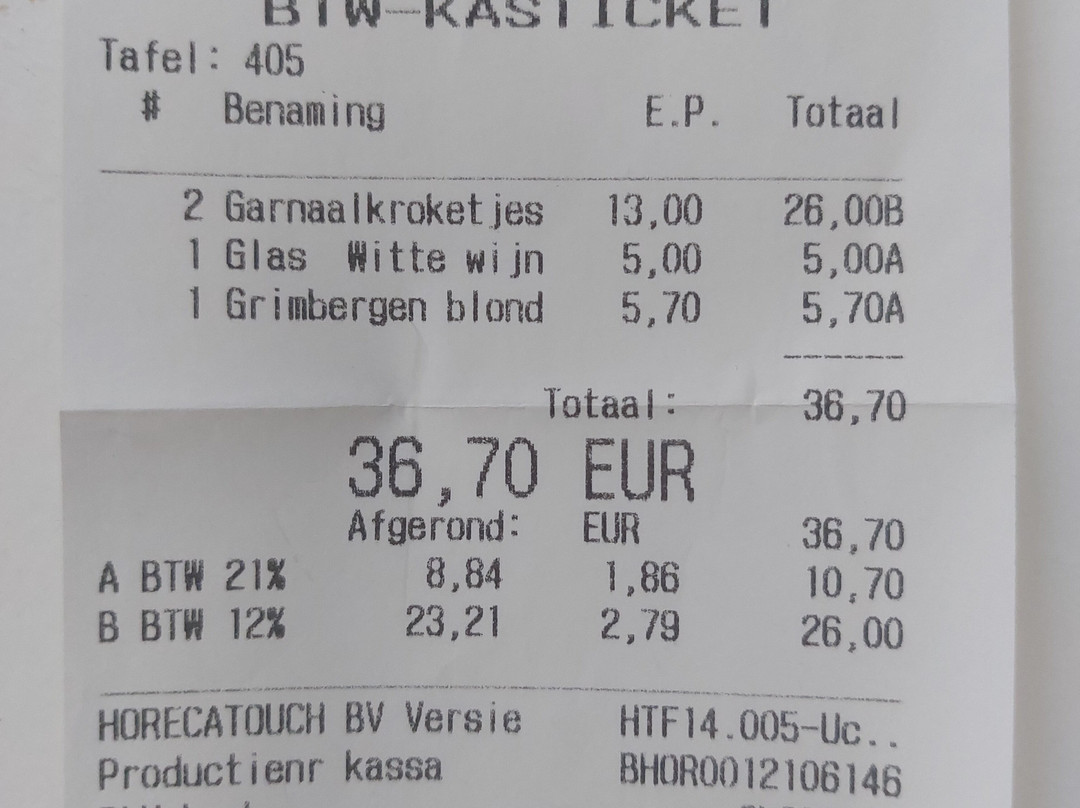 BTW-KASTICKET
Tafel: 405
# Benaming E.P. Totaal
2 Garnaalkroketjes 13,00 26,00B
1 Glas Witte wijn 5,00 5,00A
1 Grimbergen blond 5,70 5,70A
Totaal: 36,70
36,70 EUR
Afgerond: EUR 36,70
A BTW 21% 8,84 1,86 10,70
B BTW 12% 23,21 2,79 26,00
HORECATOUCH BV Versie HTF14.005-Uc..
Productienr kassa BHOR0012106146